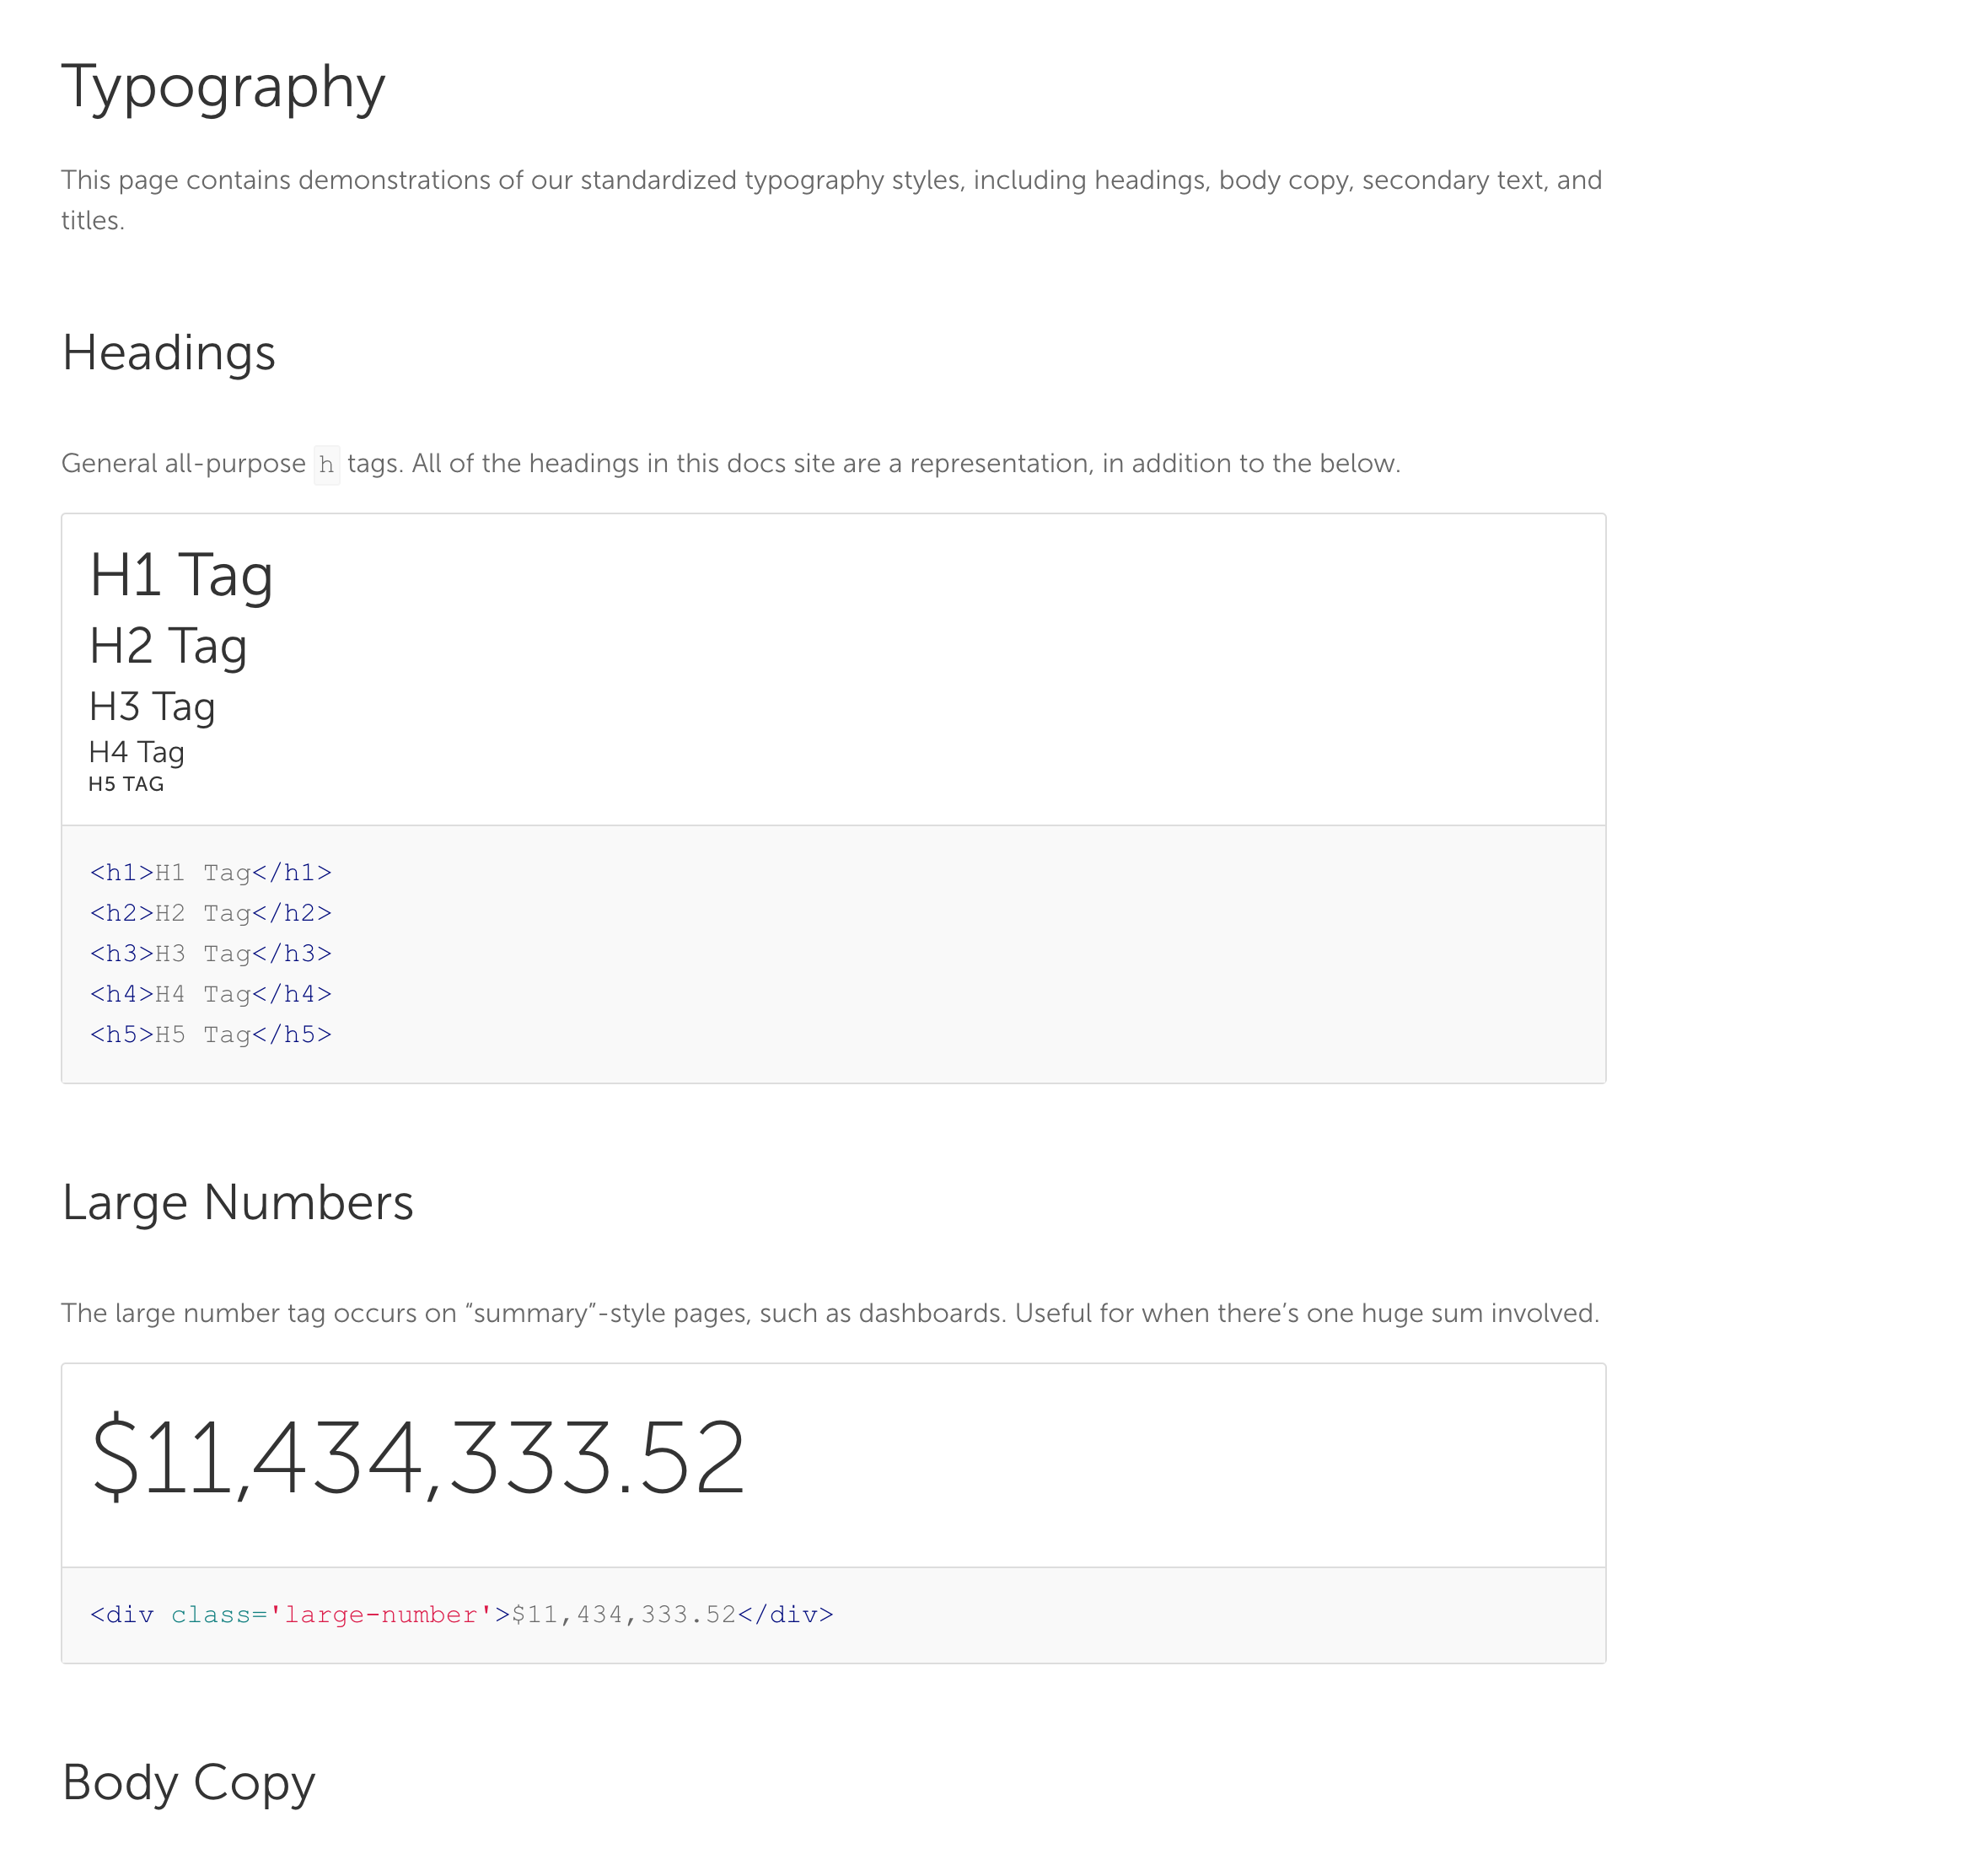 Typography
This page contains demonstrations of our standardized typography styles, including headings, body copy, secondary text, and
titles.
Headings
General all-purpose h tags. All of the headings in this docs site are a representation, in addition to the below.
H1 Tag
H2 Tag
H3 Tag
H4 Tag
H5 TAG
<h1>H1 Tag</h1>
<h2>H2 Tag</h2>
<h3>H3 Tag</h3>
<h4>H4 Tag</h4>
<h5>H5 Tag</h5>
Large Numbers
The large number tag occurs on “summary”-style pages, such as dashboards. Useful for when there’s one huge sum involved.
$11,434,333.52
<div class='large-number'>$11,434,333.52</div>
Body Copy